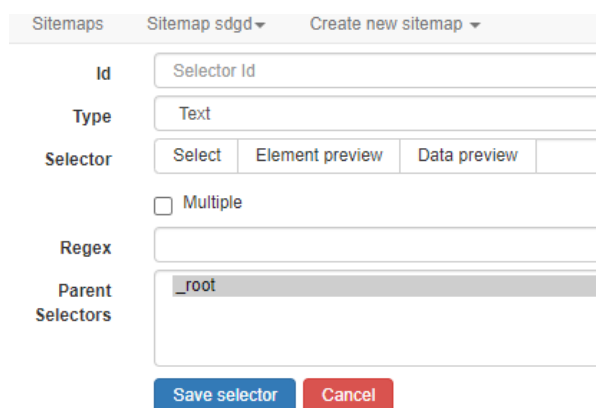 Sitemaps Sitemap sdgd Create new sitemap
Id Selector Id
Type Text
Selector Select Element preview Data preview
Multiple
Regex
Parent Selectors _root
Save selector Cancel